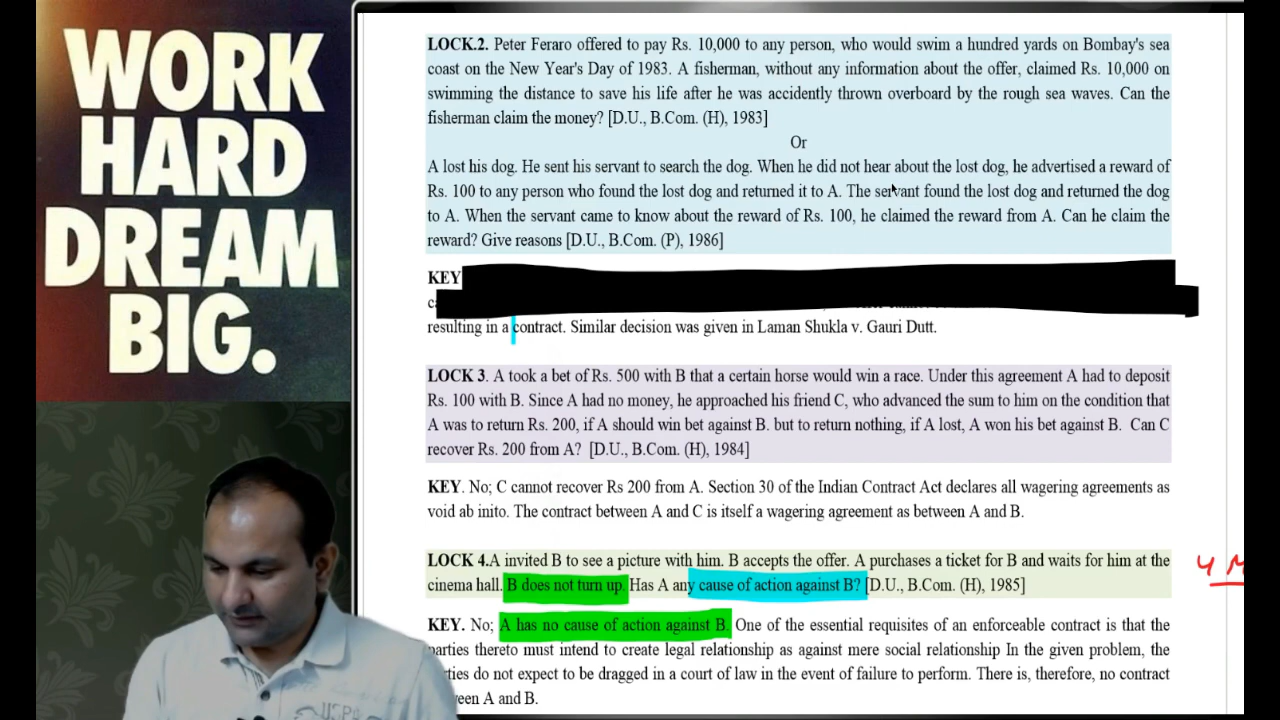 WORK
HARD
DREAM
BIG.
LOCK.2. Peter Feraro offered to pay Rs. 10,000 to any person, who would swim a hundred yards on Bombay's sea
coast on the New Year's Day of 1983. A fisherman, without any information about the offer, claimed Rs. 10,000 on
swimming the distance to save his life after he was accidently thrown overboard by the rough sea waves. Can the
fisherman claim the money? [D.U., B.Com. (H), 1983]
Or
A lost his dog. He sent his servant to search the dog. When he did not hear about the lost dog, he advertised a reward of
Rs. 100 to any person who found the lost dog and returned it to A. The servant found the lost dog and returned the dog
to A. When the servant came to know about the reward of Rs. 100, he claimed the reward from A. Can he claim the
reward? Give reasons [D.U., B.Com. (P), 1986]
KEY
resulting in a contract. Similar decision was given in Laman Shukla v. Gauri Dutt.
LOCK 3. A took a bet of Rs. 500 with B that a certain horse would win a race. Under this agreement A had to deposit
Rs. 100 with B. Since A had no money, he approached his friend C, who advanced the sum to him on the condition that
A was to return Rs. 200, if A should win bet against B. but to return nothing, if A lost, A won his bet against B. Can C
recover Rs. 200 from A? [D.U., B.Com. (H), 1984]
KEY. No; C cannot recover Rs 200 from A. Section 30 of the Indian Contract Act declares all wagering agreements as
void ab inito. The contract between A and C is itself a wagering agreement as between A and B.
LOCK 4.A invited B to see a picture with him. B accepts the offer. A purchases a ticket for B and waits for him at the
cinema hall. B does not turn up. Has A any cause of action against B? [D.U., B.Com. (H), 1985]
4 M
KEY. No; A has no cause of action against B. One of the essential requisites of an enforceable contract is that the
parties thereto must intend to create legal relationship as against mere social relationship In the given problem, the
do not expect to be dragged in a court of law in the event of failure to perform. There is, therefore, no contract
A and B.